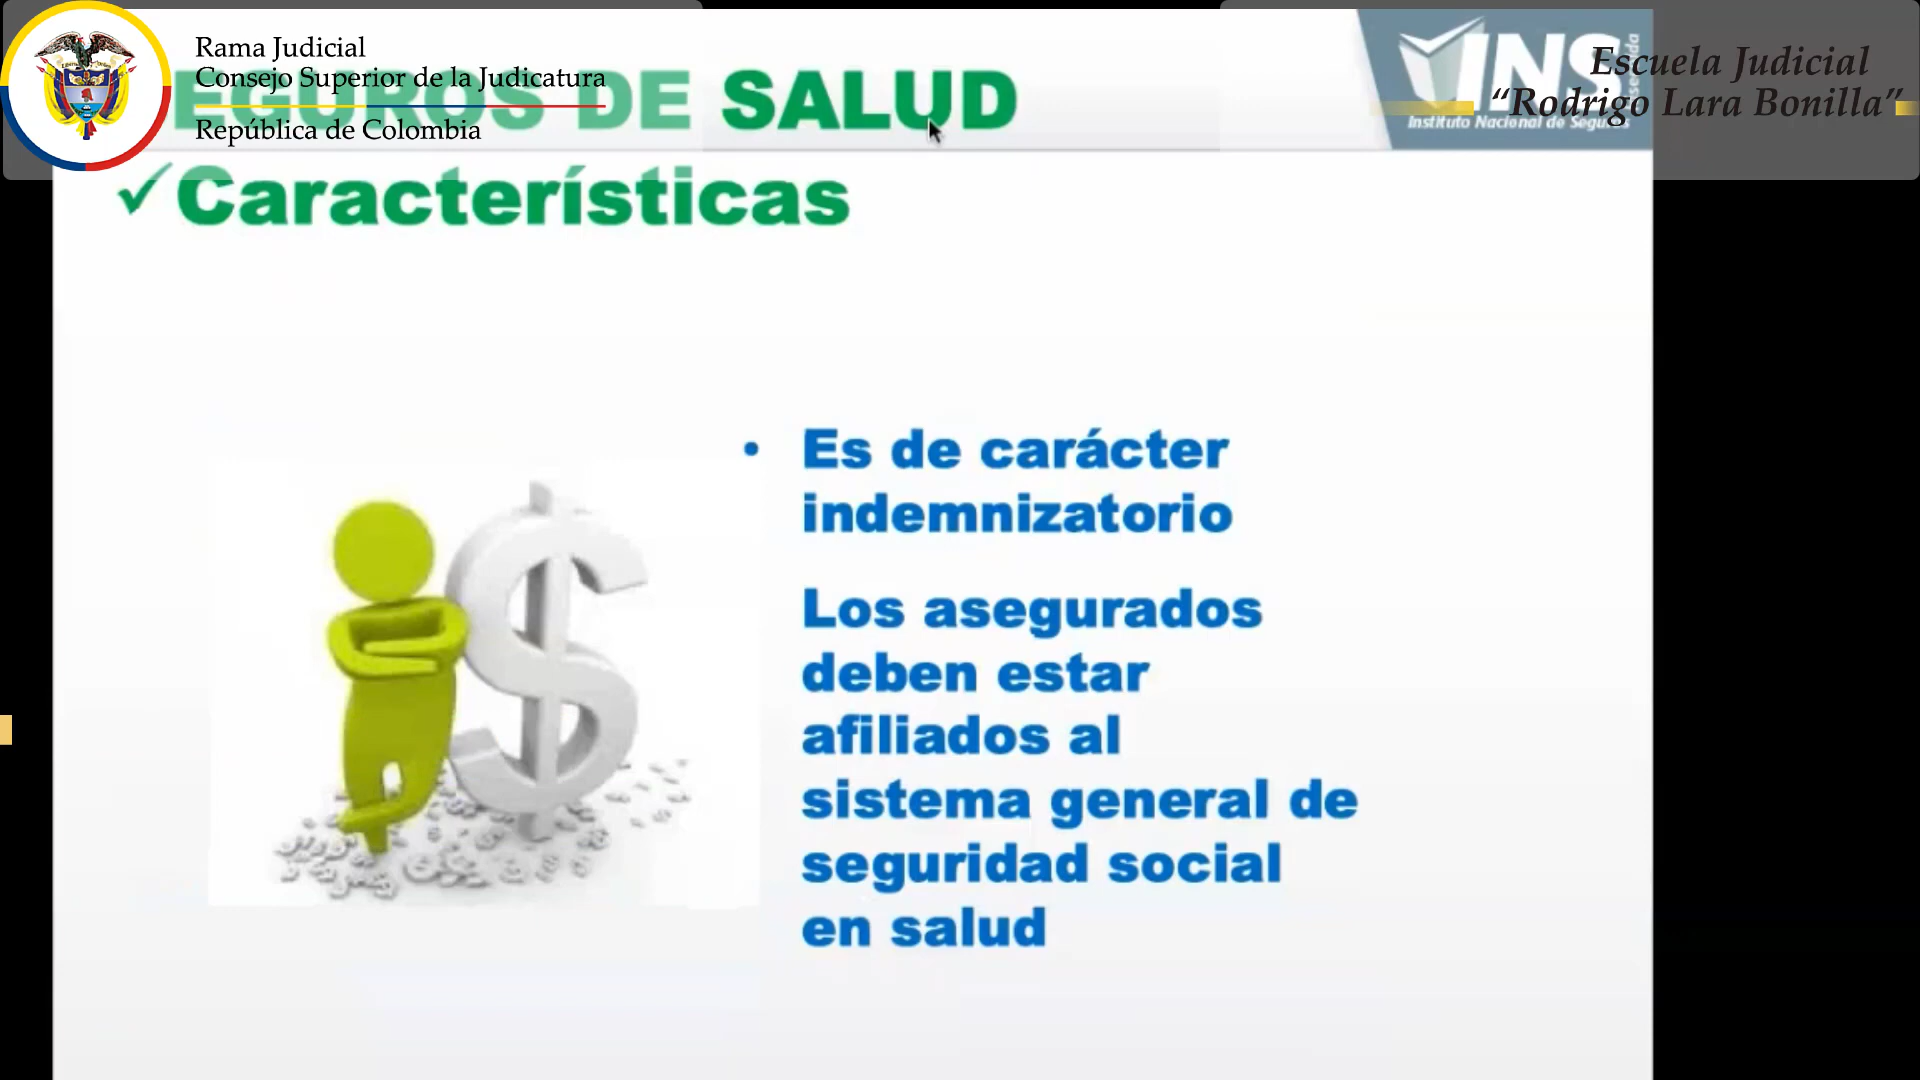 Rama Judicial
Consejo Superior de la Judicatura
República de Colombia
EGUROS DE SALUD
INS
Instituto Nacional de Seguros
Escuela Judicial
“Rodrigo Lara Bonilla”
✓Características
• Es de carácter
indemnizatorio
Los asegurados
deben estar
afiliados al
sistema general de
seguridad social
en salud